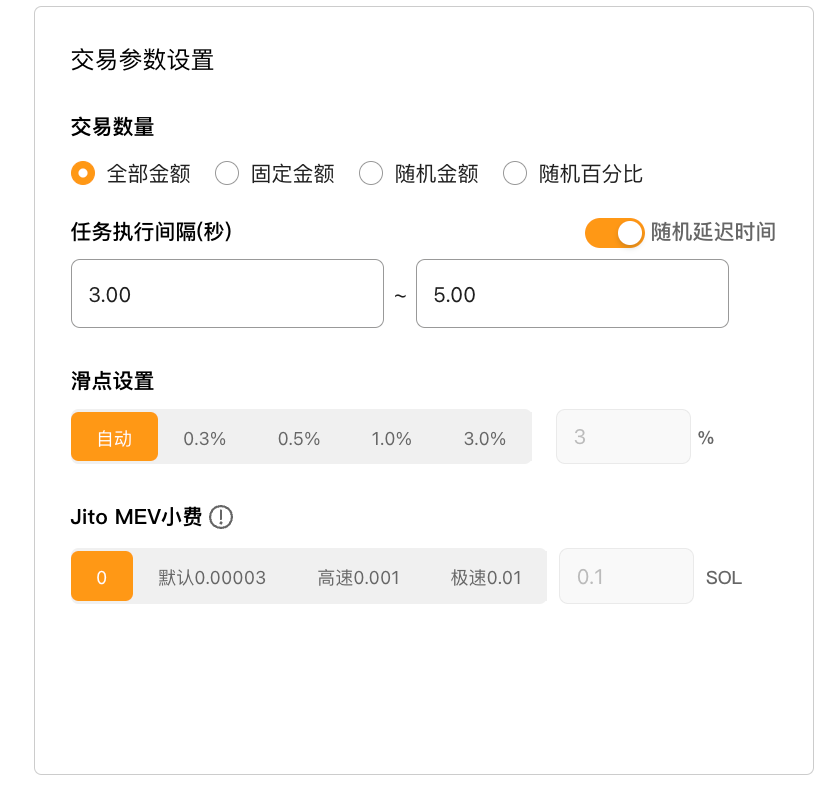 交易参数设置
交易数量
全部金额 固定金额 随机金额 随机百分比
任务执行间隔(秒) 随机延迟时间
3.00 ~ 5.00
滑点设置
自动 0.3% 0.5% 1.0% 3.0% 3 %
Jito MEV小费
0 默认0.00003 高速0.001 极速0.01 0.1 SOL